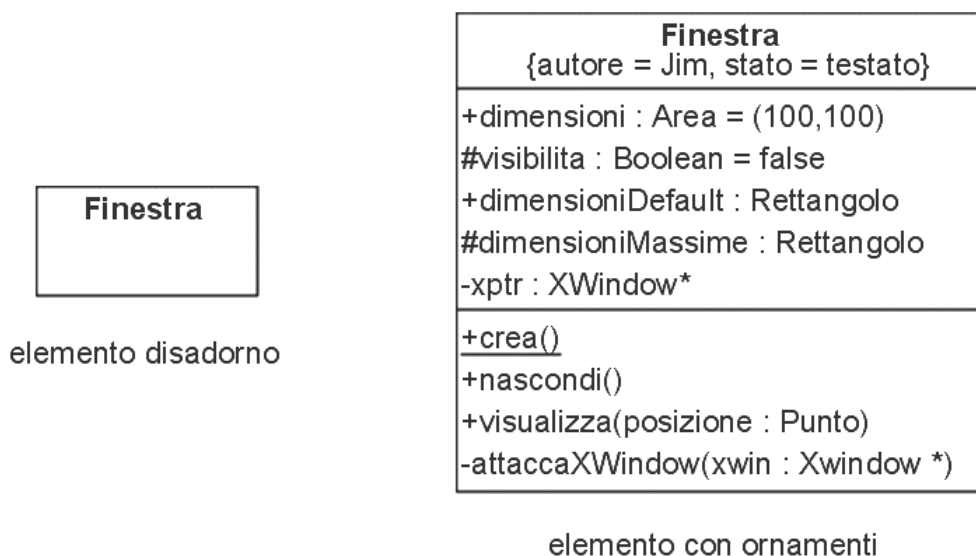 Finestra
elemento disadorno
Finestra
{autore = Jim, stato = testato}
+dimensioni : Area = (100,100)
#visibilita : Boolean = false
+dimensioniDefault : Rettangolo
#dimensioniMassime : Rettangolo
-xptr : XWindow*
+crea()
+nascondi()
+visualizza(posizione : Punto)
-attaccaXWindow(xwin : Xwindow *)
elemento con ornamenti